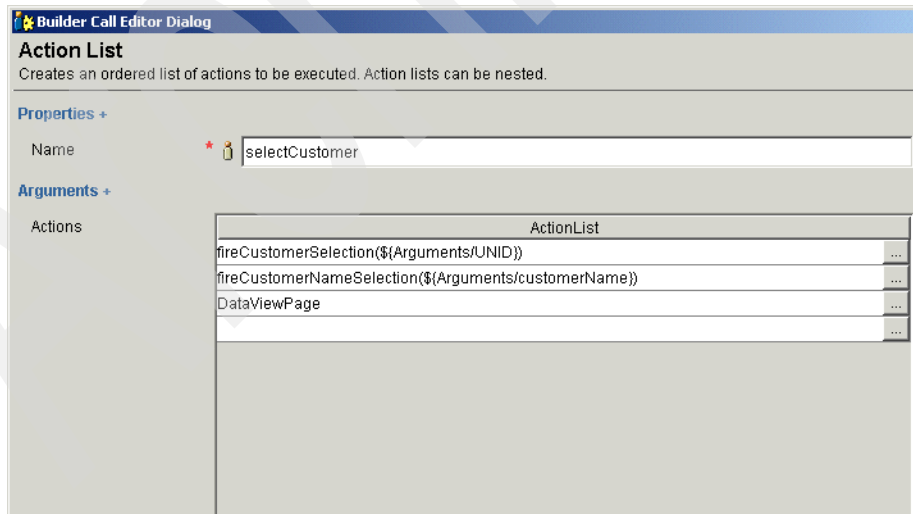 Builder Call Editor Dialog
Action List
Creates an ordered list of actions to be executed. Action lists can be nested.
Properties +
Name * selectCustomer
Arguments +
Actions ActionList
fireCustomerSelection(${Arguments/UNID}) ...
fireCustomerNameSelection(${Arguments/customerName}) ...
DataViewPage ...
...